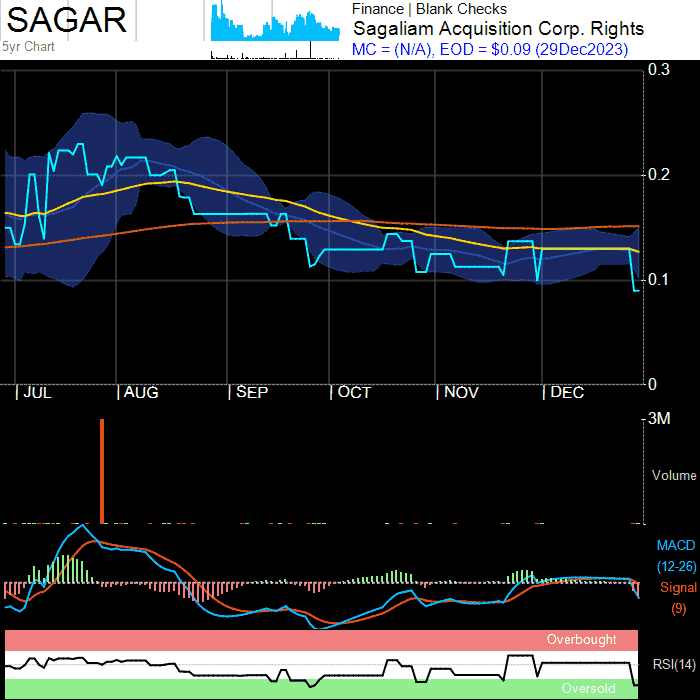 SAGAR
5yr Chart
Finance | Blank Checks
Sagaliam Acquisition Corp. Rights
MC = (N/A), EOD = $0.09 (29Dec2023)
0.3
0.2
0.1
0
| JUL | AUG | SEP | OCT | NOV | DEC
3M
Volume
MACD
(12-26)
Signal
(9)
Overbought
RSI(14)
Oversold